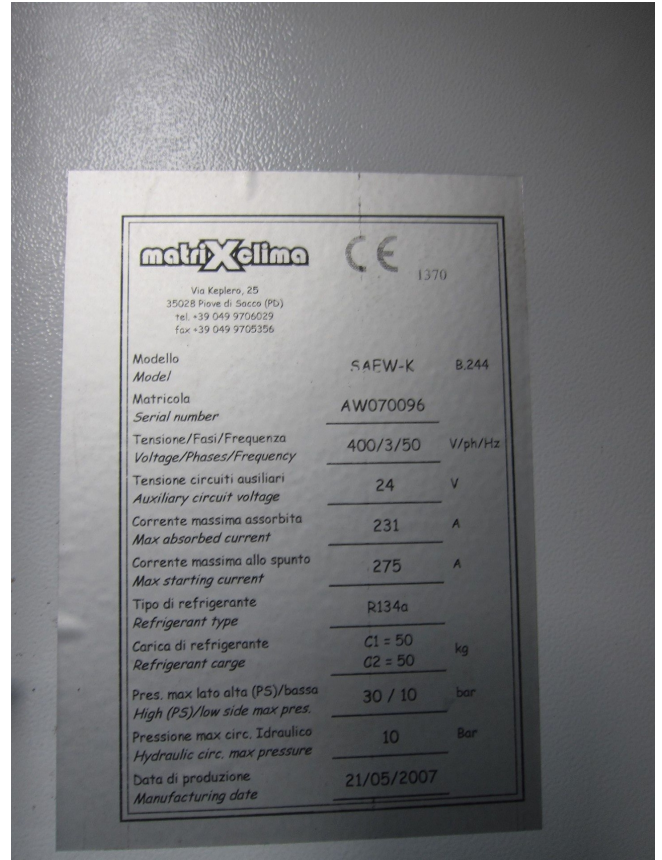 matriXclima
CE 1370
Via Keplero, 25
35028 Piove di Sacco (PD)
tel. +39 049 9706029
fax +39 049 9705356
Modello
Model
SAEW-K B.244
Matricola
Serial number
AW070096
Tensione/Fasi/Frequenza
Voltage/Phases/Frequency
400/3/50 V/ph/Hz
Tensione circuiti ausiliari
Auxiliary circuit voltage
24 V
Corrente massima assorbita
Max absorbed current
231 A
Corrente massima allo spunto
Max starting current
275 A
Tipo di refrigerante
Refrigerant type
R134a
Carica di refrigerante
Refrigerant carge
C1 = 50
C2 = 50
kg
Pres. max lato alta (PS)/bassa
High (PS)/low side max pres.
30 / 10 bar
Pressione max circ. Idraulico
Hydraulic circ. max pressure
10 Bar
Data di produzione
Manufacturing date
21/05/2007